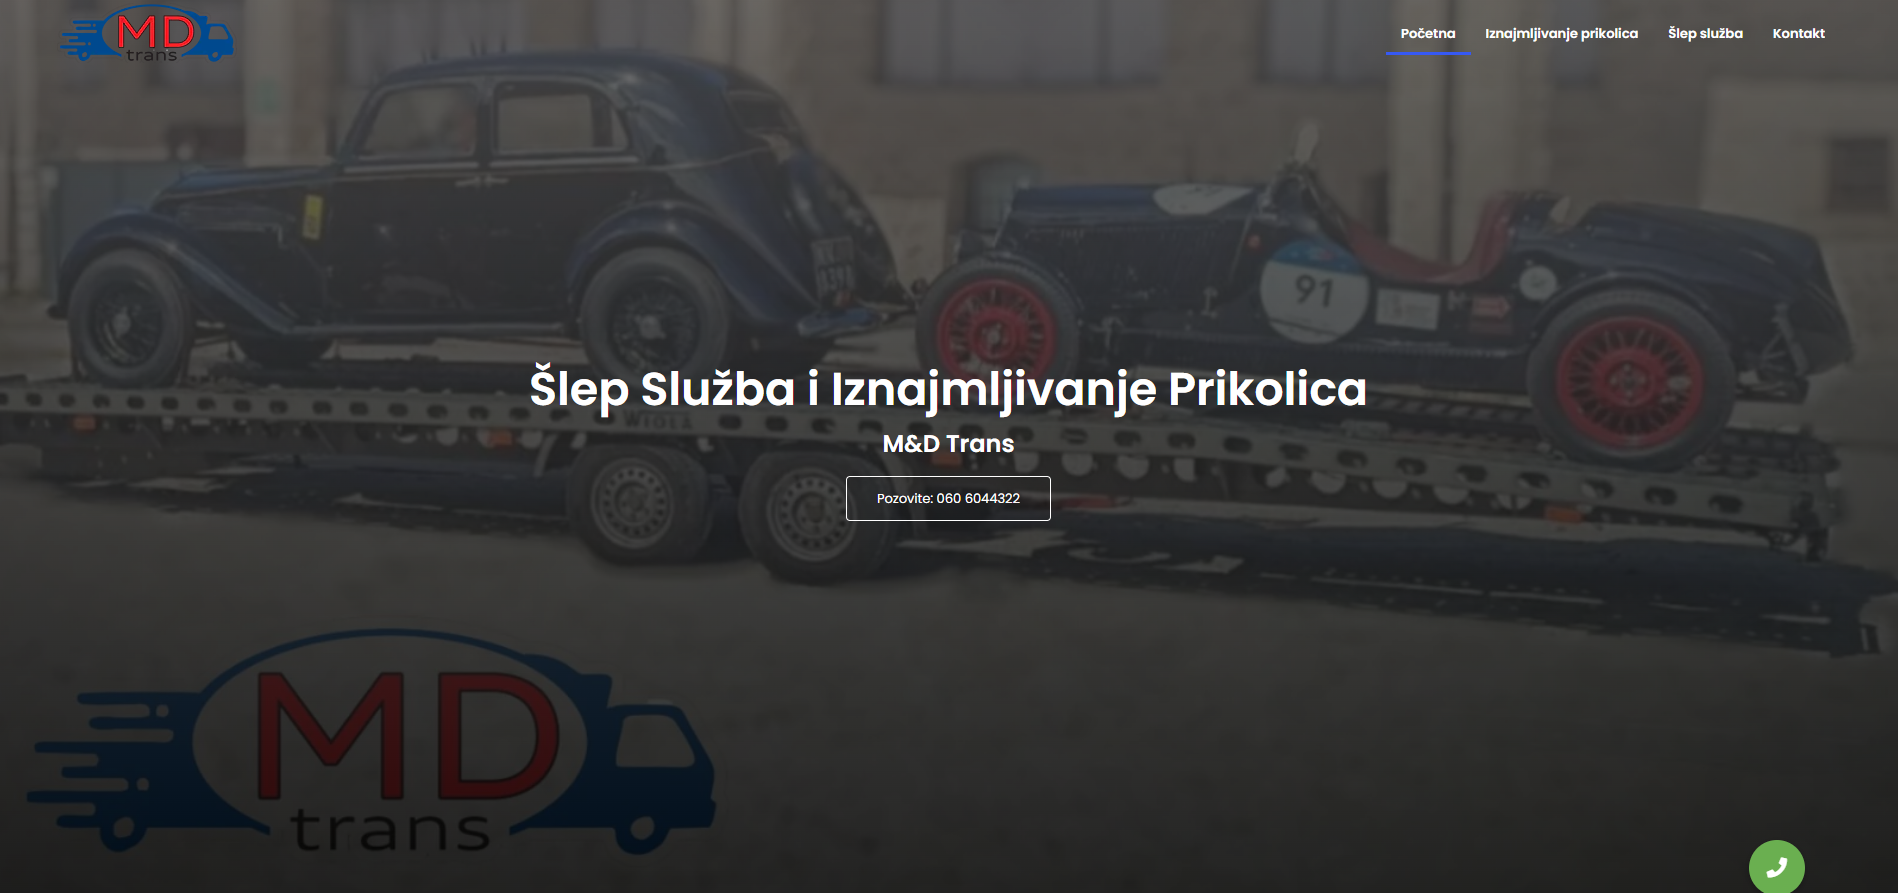 MD
trans
Početna
Iznajmljivanje prikolica
Šlep služba
Kontakt
91
Šlep Služba i Iznajmljivanje Prikolica
WIOLA
M&D Trans
Pozovite: 060 6044322
MD
trans